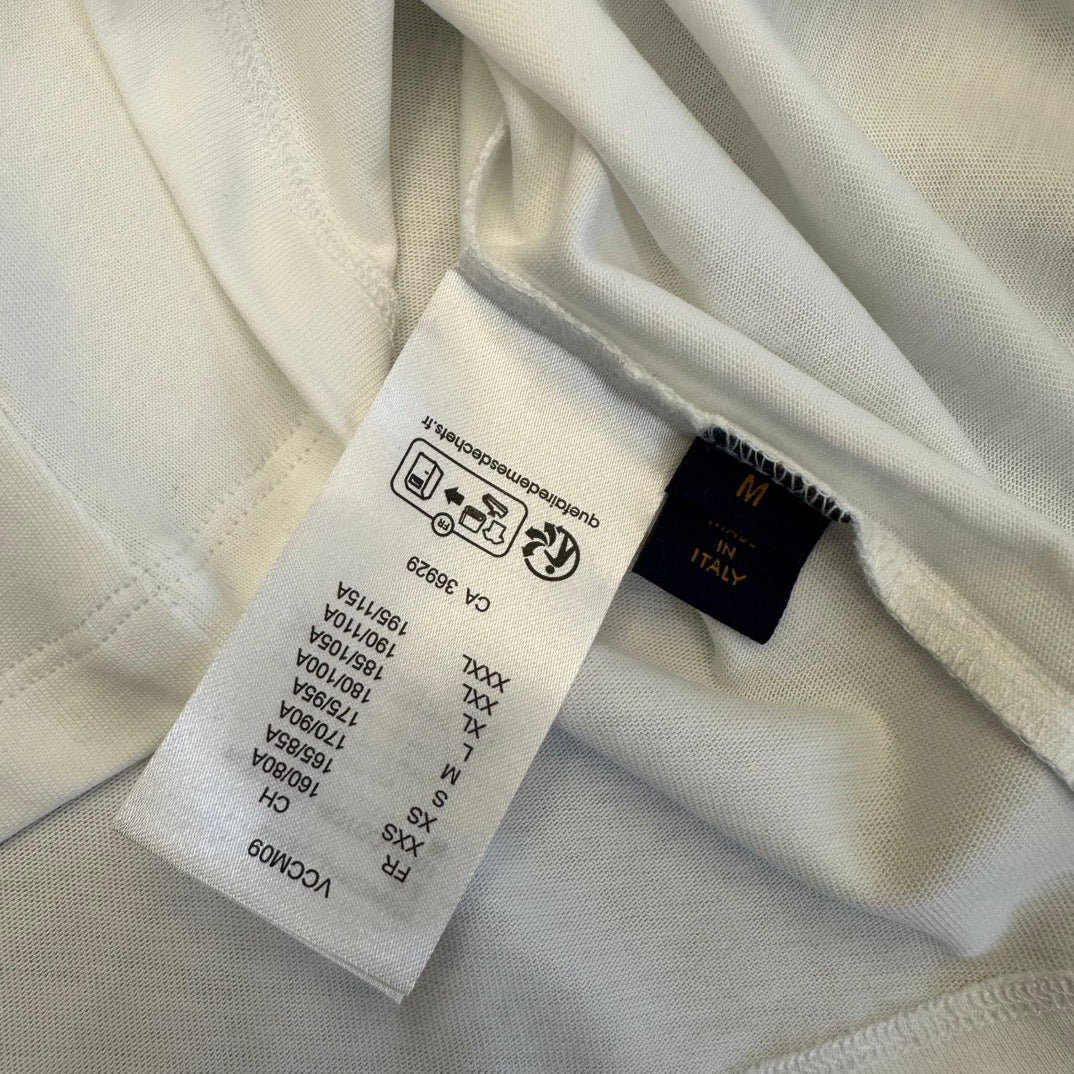 VCCM09
FR CH
XXS 160/80A
XS 165/85A
S 170/90A
M 175/95A
L 180/100A
XL 185/105A
XXL 190/110A
XXXL 195/115A
CA 36929
FR
quefairedemesdechets.fr
M
IN
ITALY